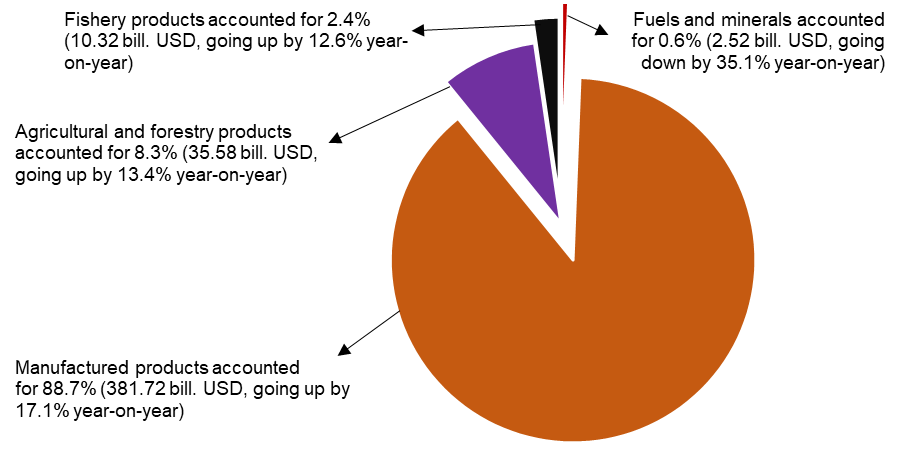 Fishery products accounted for 2.4%
(10.32 bill. USD, going up by 12.6% year-
on-year)
Fuels and minerals accounted
for 0.6% (2.52 bill. USD, going
down by 35.1% year-on-year)
Agricultural and forestry products
accounted for 8.3% (35.58 bill. USD,
going up by 13.4% year-on-year)
Manufactured products accounted
for 88.7% (381.72 bill. USD, going up by
17.1% year-on-year)